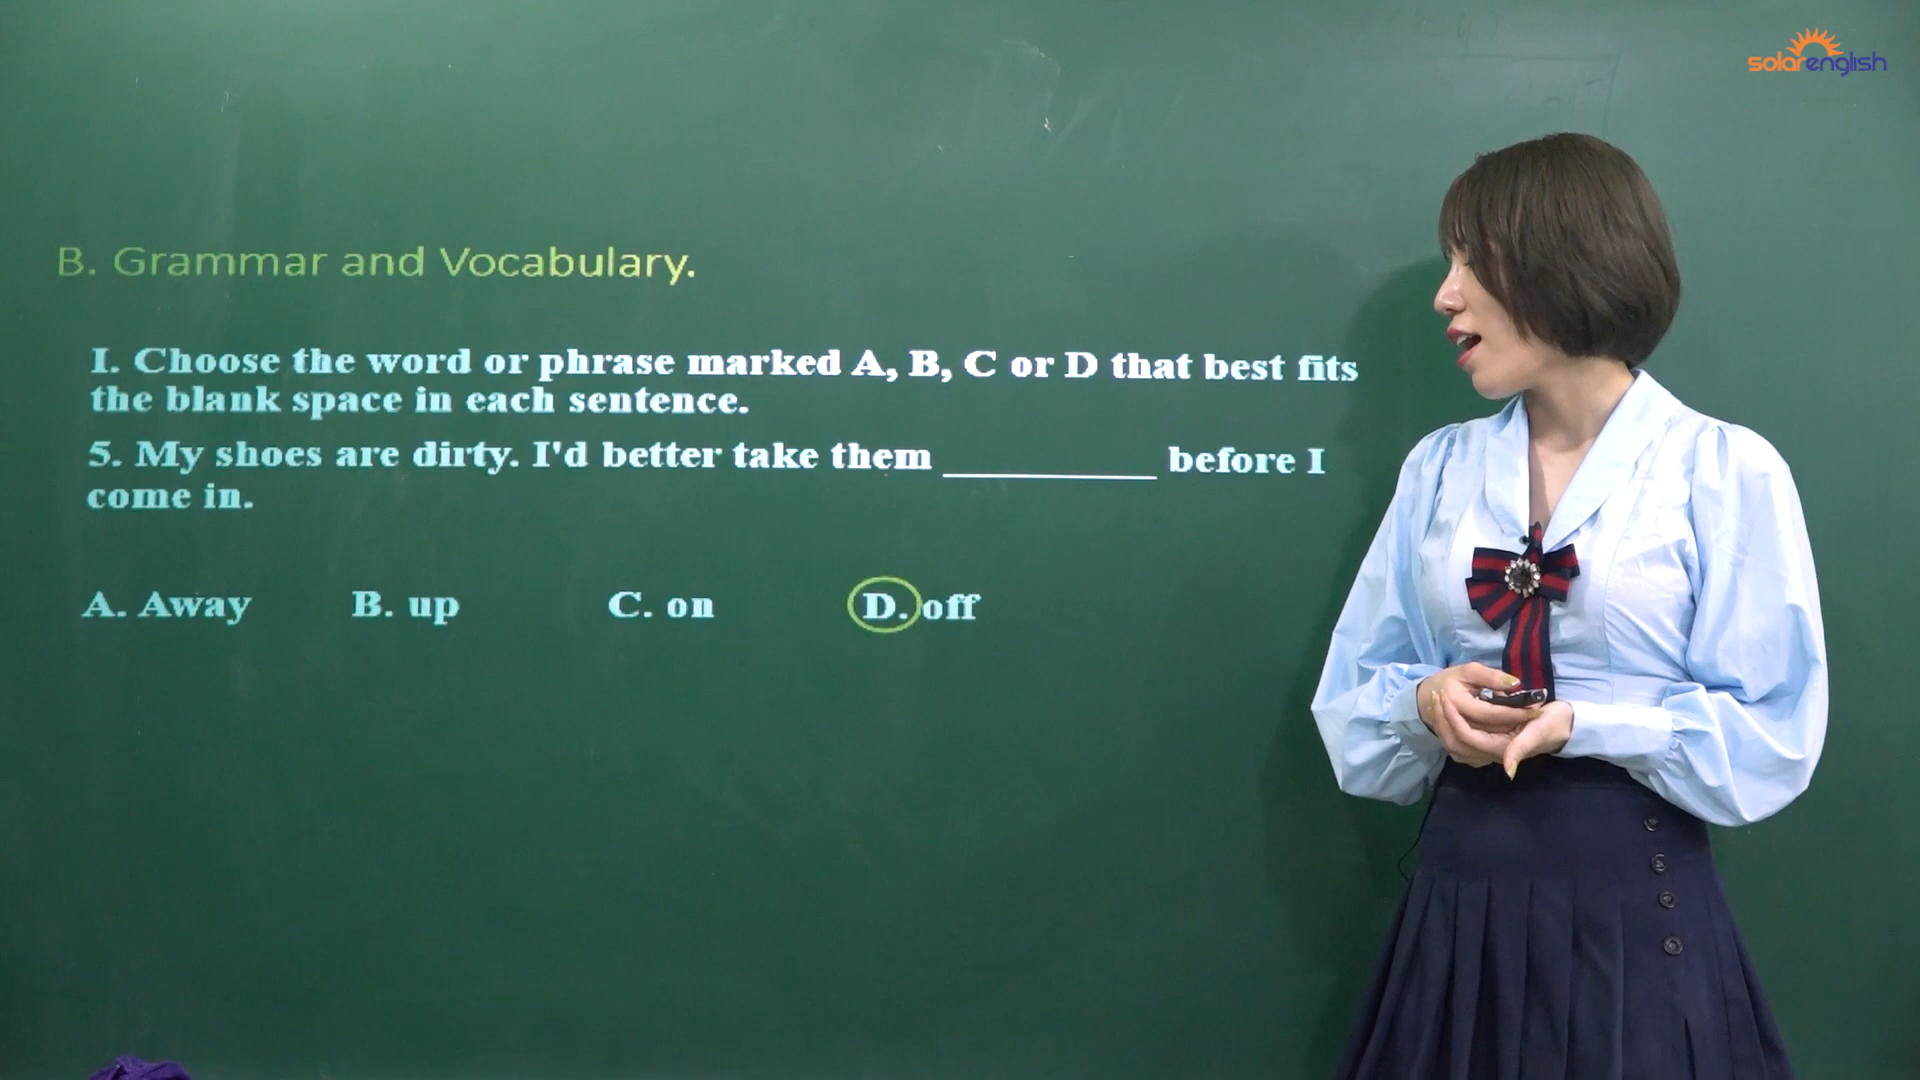 solarenglish
B. Grammar and Vocabulary.
I. Choose the word or phrase marked A, B, C or D that best fits
the blank space in each sentence.
5. My shoes are dirty. I'd better take them ____________ before I
come in.
A. Away B. up C. on D. off